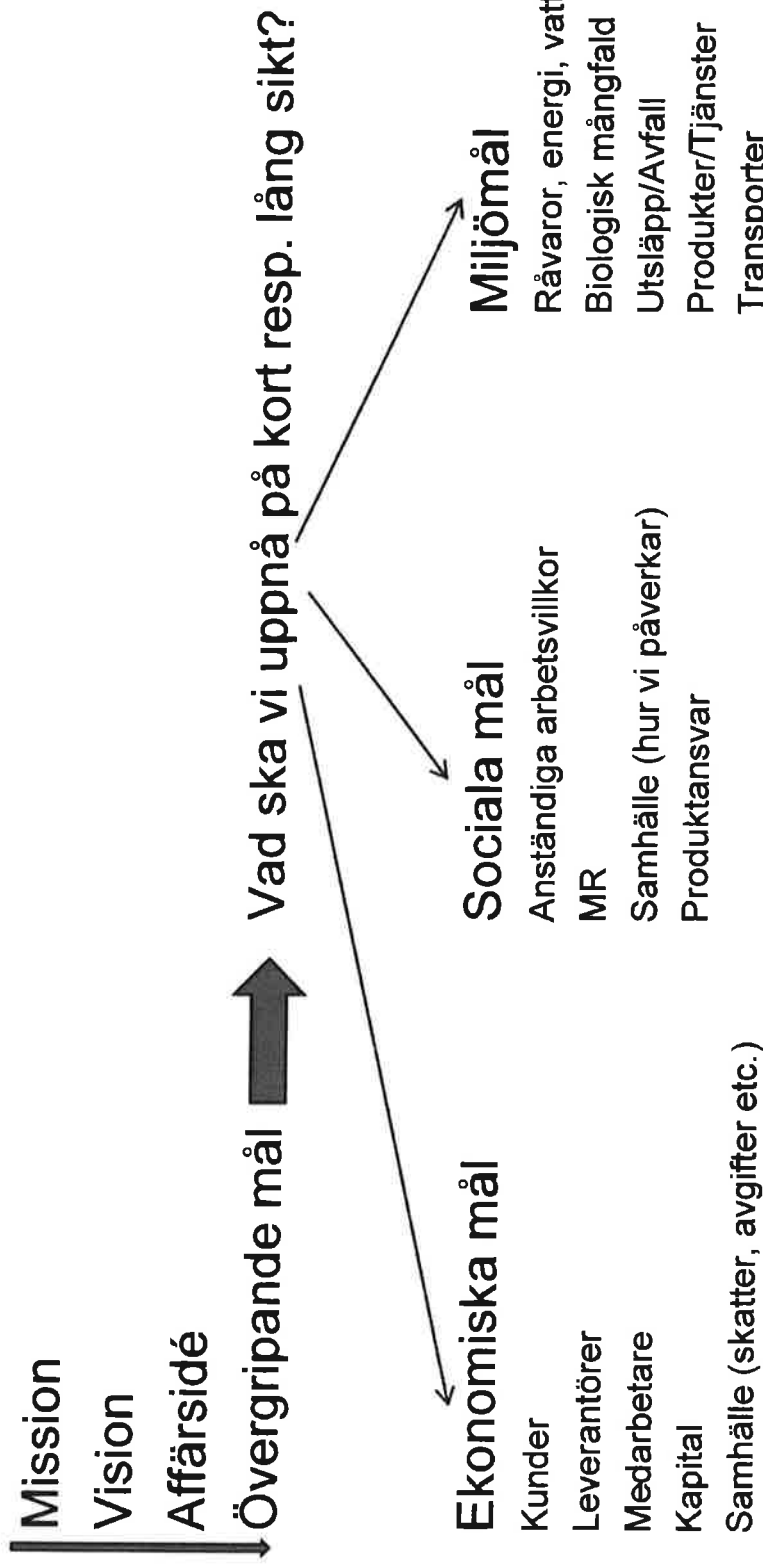 Mission
Vision
Affärsidé
Övergripande mål
Vad ska vi uppnå på kort resp. lång sikt?
Ekonomiska mål
Kunder
Leverantörer
Medarbetare
Kapital
Samhälle (skatter, avgifter etc.)
Sociala mål
Anständiga arbetsvillkor
MR
Samhälle (hur vi påverkar)
Produktansvar
Miljömål
Råvaror, energi,
Biologisk mångfald
Utsläpp/Avfall
Produkter/Tjänster
Transporter